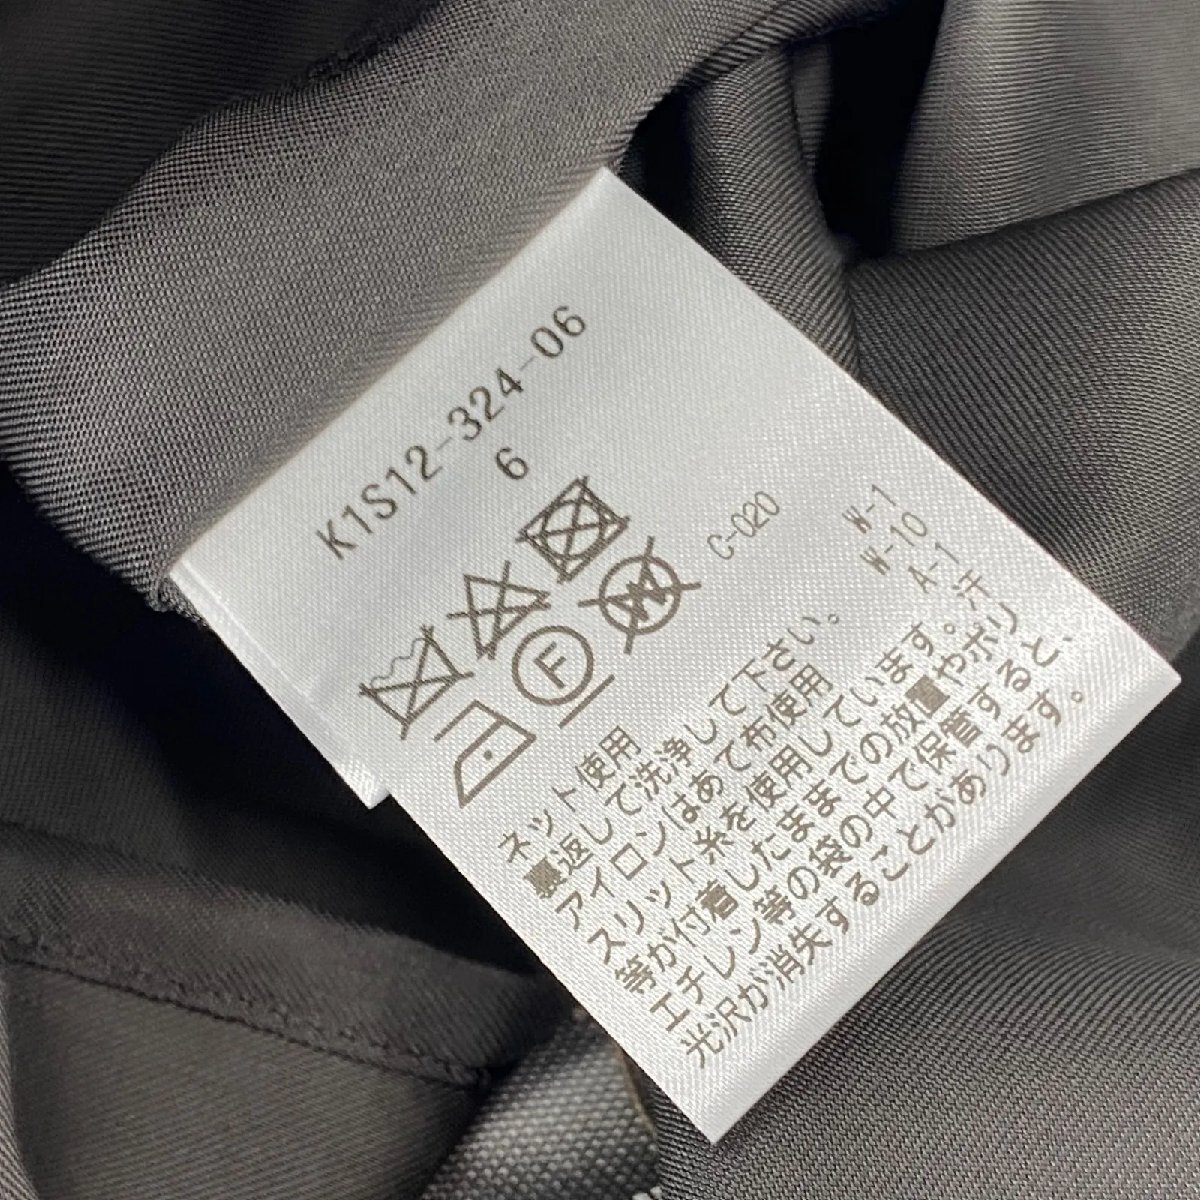 K1S12-324-06
6
F
W
C-020
W-1
W-10
A-1
ネット使用
裏返しして洗浄して下さい。
アイロンはあて布使用
スリット糸を使用しています。汗
等が付着したままでの放置やポリ
エチレン等の袋の中で保管すると、
光沢が消失することがあります。